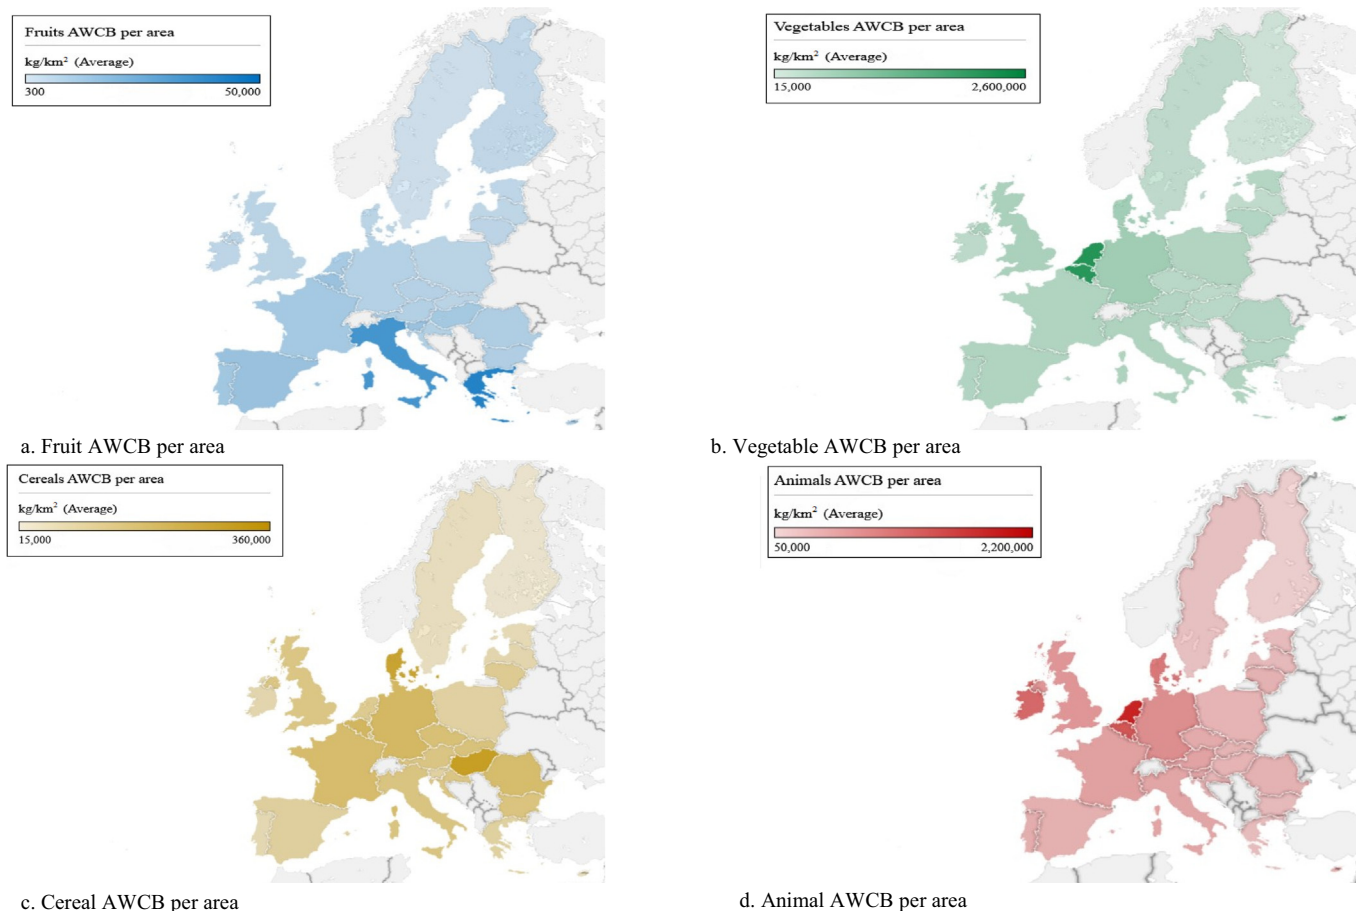 Fruits AWCB per area
kg/km² (Average)
300 50,000
Vegetables AWCB per area
kg/km² (Average)
15,000 2,600,000
a. Fruit AWCB per area
b. Vegetable AWCB per area
Cereals AWCB per area
kg/km² (Average)
15,000 360,000
Animals AWCB per area
kg/km² (Average)
50,000 2,200,000
c. Cereal AWCB per area
d. Animal AWCB per area